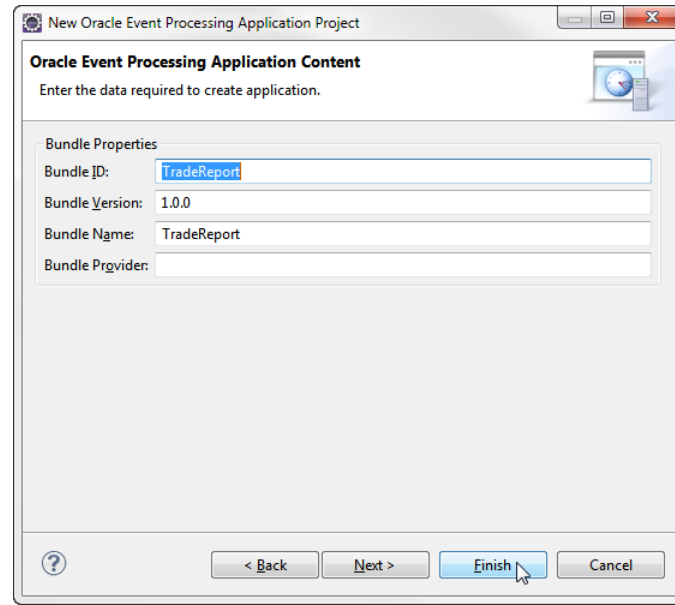 New Oracle Event Processing Application Project
Oracle Event Processing Application Content
Enter the data required to create application.
Bundle Properties
Bundle ID: TradeReport
Bundle Version: 1.0.0
Bundle Name: TradeReport
Bundle Provider:
? < Back Next > Finish Cancel